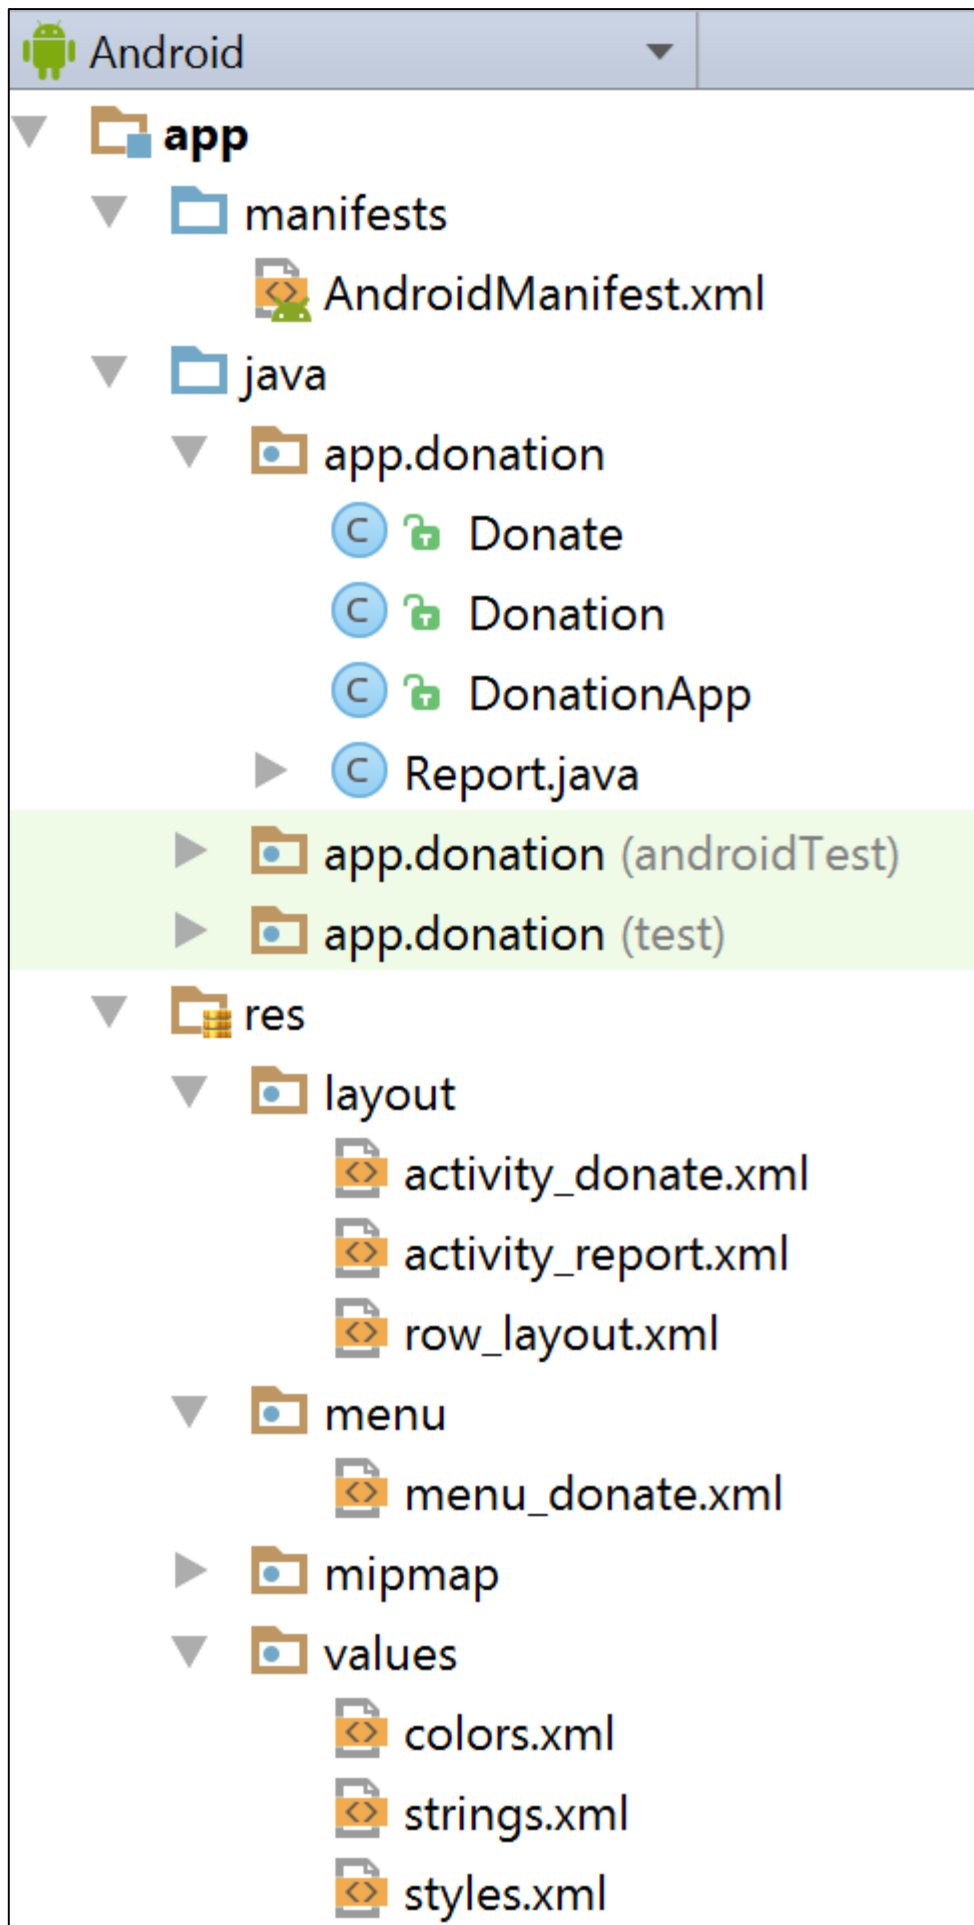 Android
app
manifests
AndroidManifest.xml
java
app.donation
C Donate
C Donation
C DonationApp
C Report.java
app.donation (androidTest)
app.donation (test)
res
layout
activity_donate.xml
activity_report.xml
row_layout.xml
menu
menu_donate.xml
mipmap
values
colors.xml
strings.xml
styles.xml